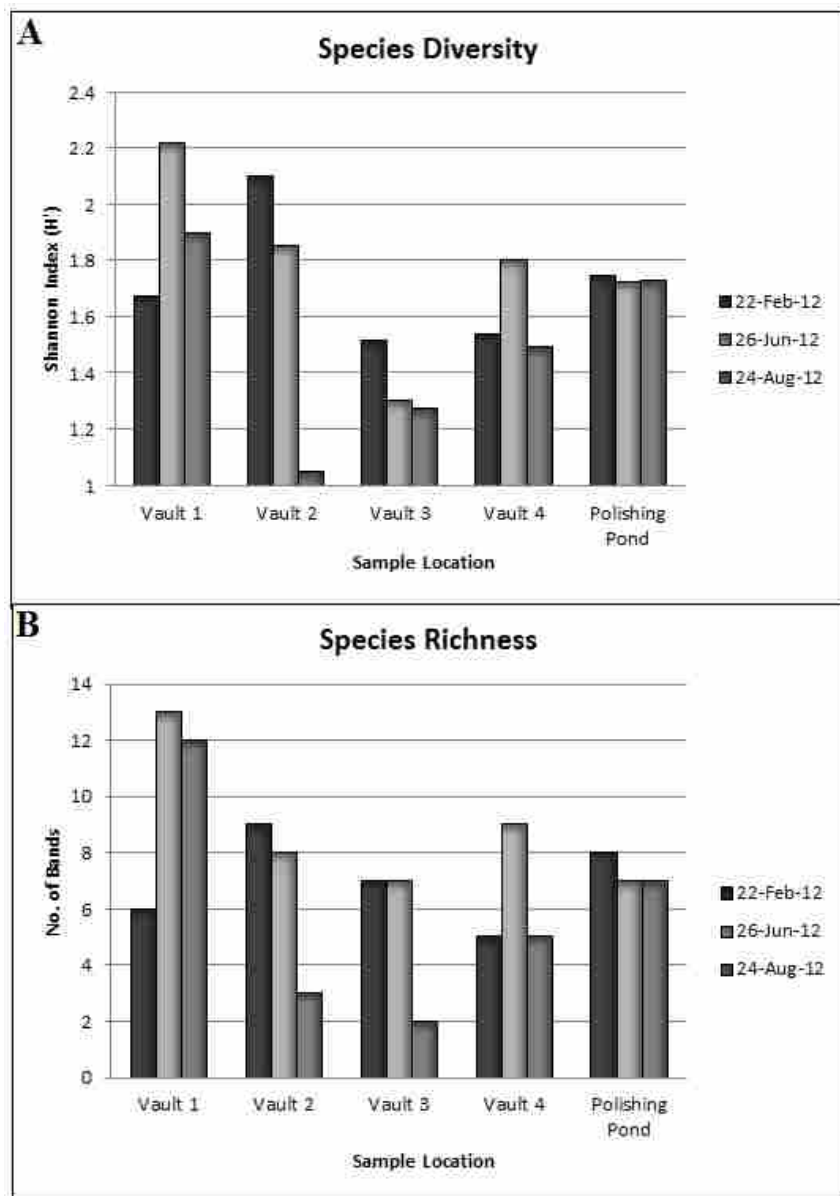 A
Species Diversity
2.4
2.2
2
1.8
1.6
1.4
1.2
1
Shannon Index (H')
Vault 1 Vault 2 Vault 3 Vault 4 Polishing
Pond
Sample Location
22-Feb-12
26-Jun-12
24-Aug-12
B
Species Richness
14
12
10
8
6
4
2
0
No. of Bands
Vault 1 Vault 2 Vault 3 Vault 4 Polishing
Pond
Sample Location
22-Feb-12
26-Jun-12
24-Aug-12